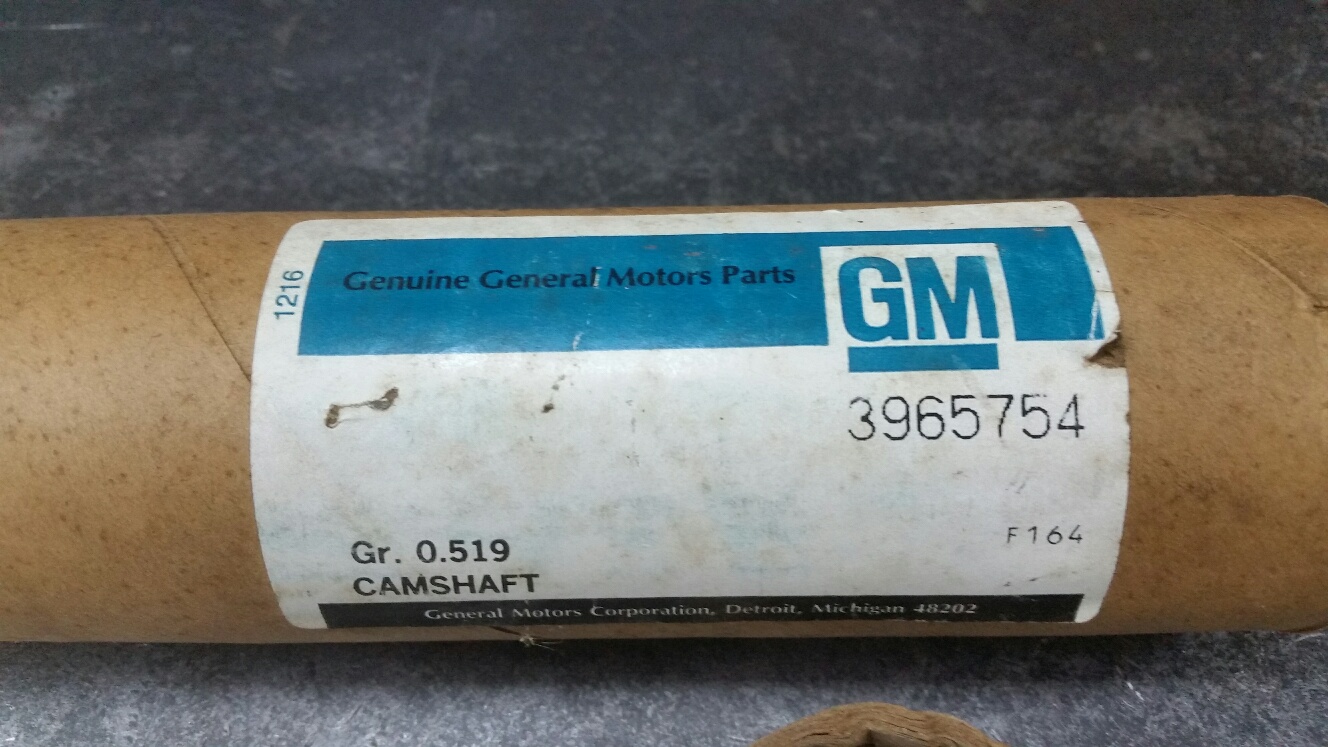 1216
Genuine General Motors Parts
GM
3965754
F164
Gr. 0.519
CAMSHAFT
General Motors Corporation, Detroit, Michigan 48202